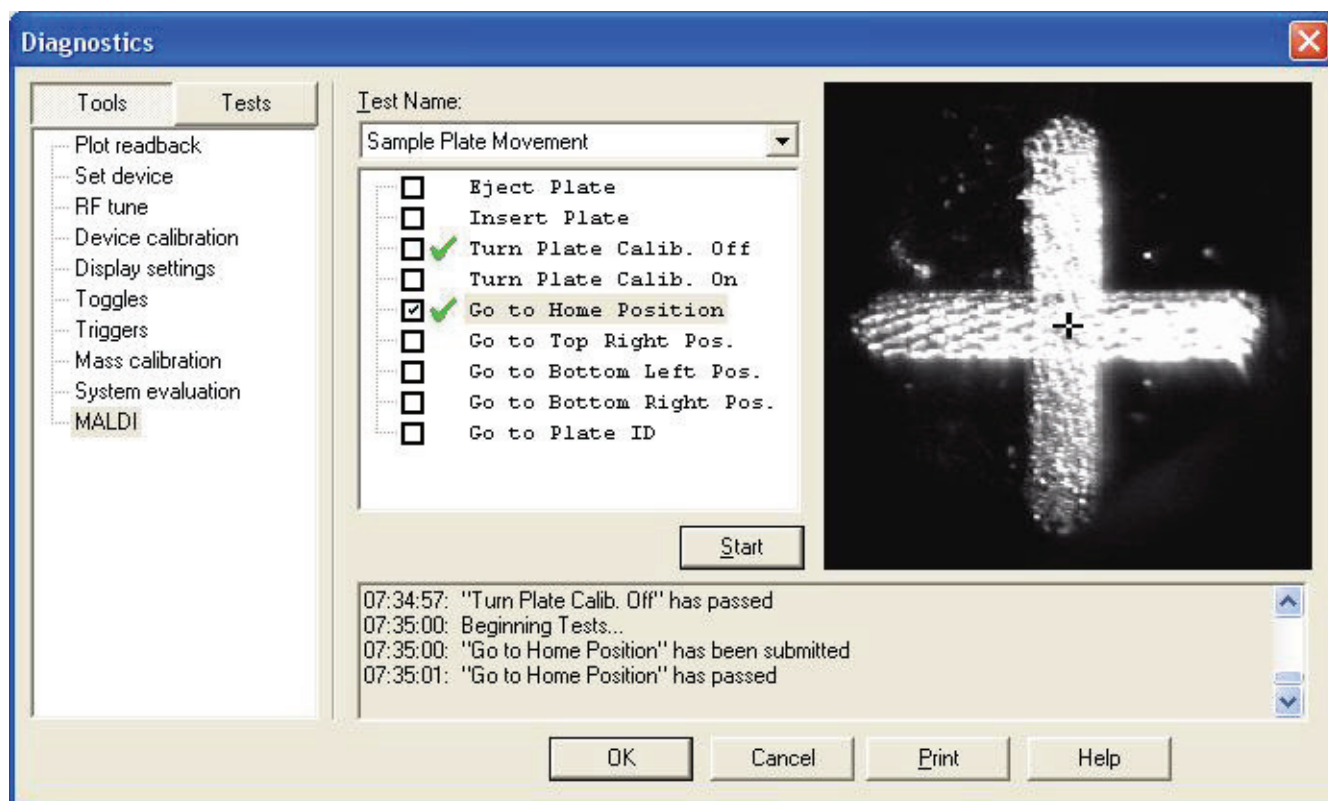 Diagnostics
Tools Tests
Plot readback
Set device
RF tune
Device calibration
Display settings
Toggles
Triggers
Mass calibration
System evaluation
MALDI
Test Name:
Sample Plate Movement
Eject Plate
Insert Plate
Turn Plate Calib. Off
Turn Plate Calib. On
Go to Home Position
Go to Top Right Pos.
Go to Bottom Left Pos.
Go to Bottom Right Pos.
Go to Plate ID
Start
07:34:57: "Turn Plate Calib. Off" has passed
07:35:00: Beginning Tests...
07:35:00: "Go to Home Position" has been submitted
07:35:01: "Go to Home Position" has passed
OK Cancel Print Help